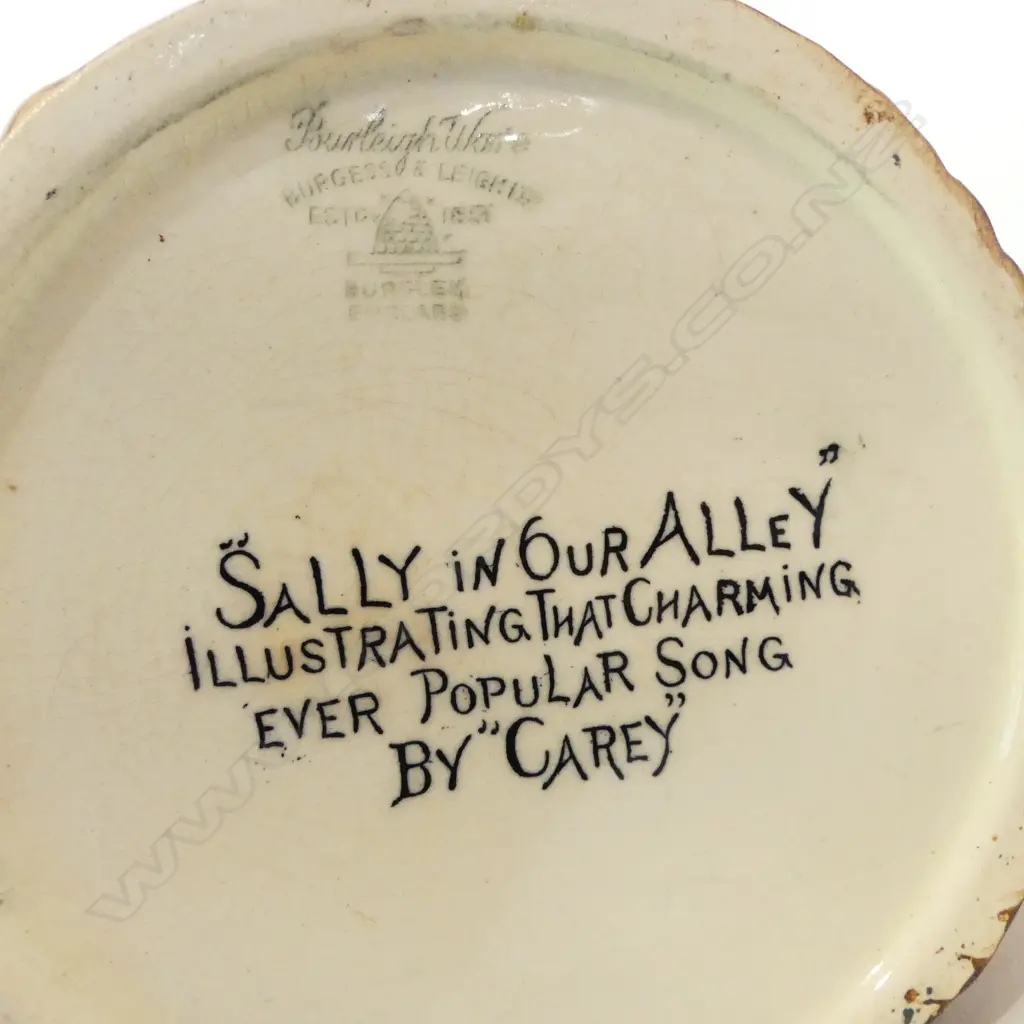 Burleigh Ware
BURGESS & LEIGH LTD
ESTD. 1851
BURSLEM
ENGLAND
"SALLY iN OUR ALLEY"
iLLUSTRATiNG THAT CHARMiNG
EVER POPULAR SONG
BY "CAREY"